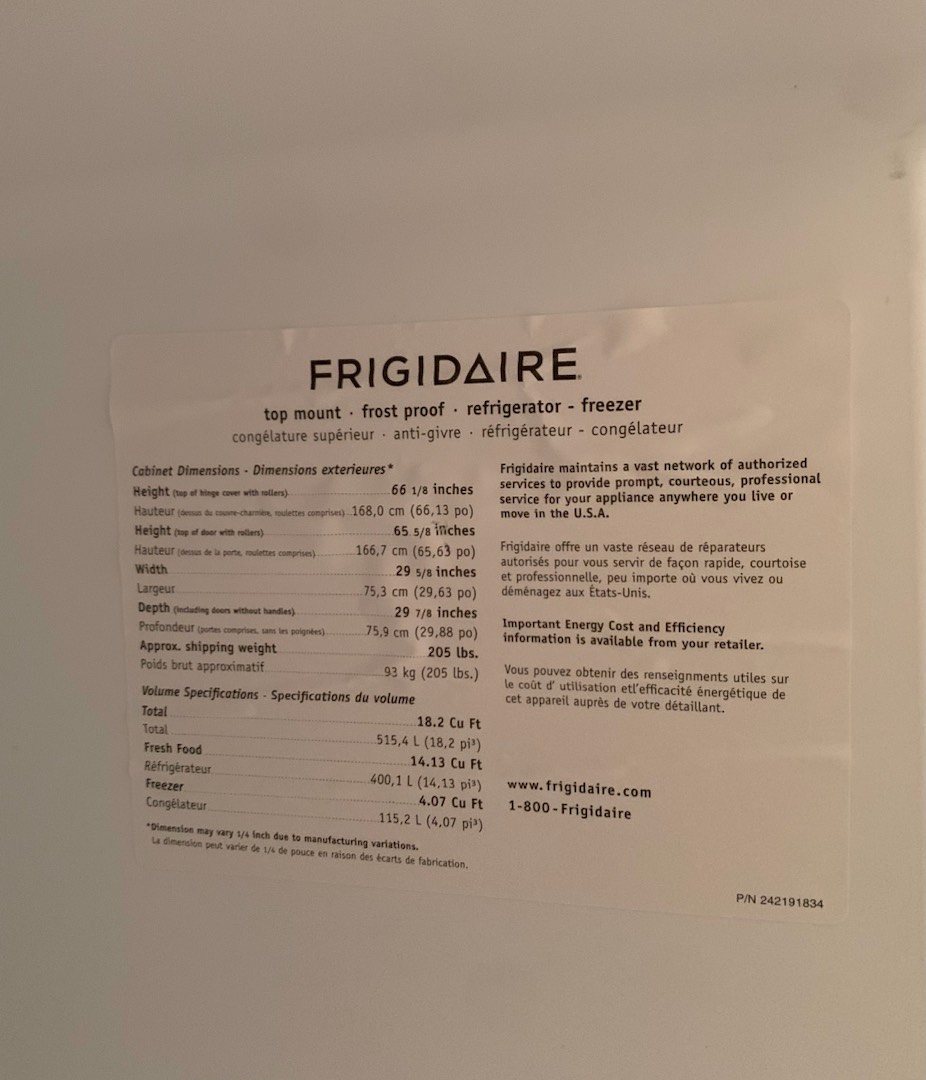 FRIGIDAIRE
top mount · frost proof · refrigerator - freezer
congélature supérieur · anti-givre · réfrigérateur - congélateur
Cabinet Dimensions - Dimensions exterieures*
Height (top of hinge cover with rollers) 66 1/8 inches
Hauteur (dessus du couvre-charnière, roulettes comprises) 168,0 cm (66,13 po)
Height (top of door with rollers) 65 5/8 inches
Hauteur (dessus de la porte, roulettes comprises) 166,7 cm (65,63 po)
Width 29 5/8 inches
Largeur 75,3 cm (29,63 po)
Depth (including doors without handles) 29 7/8 inches
Profondeur (portes comprises, sans les poignées) 75,9 cm (29,88 po)
Approx. shipping weight 205 lbs.
Poids brut approximatif 93 kg (205 lbs.)
Volume Specifications - Specifications du volume
Total 18.2 Cu Ft
Total 515,4 L (18,2 pi³)
Fresh Food 14.13 Cu Ft
Réfrigérateur 400,1 L (14,13 pi³)
Freezer 4.07 Cu Ft
Congélateur 115,2 L (4,07 pi³)
*Dimension may vary 1/4 inch due to manufacturing variations.
La dimension peut varier de 1/4 de pouce en raison des écarts de fabrication.
Frigidaire maintains a vast network of authorized
services to provide prompt, courteous, professional
service for your appliance anywhere you live or
move in the U.S.A.
Frigidaire offre un vaste réseau de réparateurs
autorisés pour vous servir de façon rapide, courtoise
et professionnelle, peu importe où vous vivez ou
déménagez aux États-Unis.
Important Energy Cost and Efficiency
information is available from your retailer.
Vous pouvez obtenir des renseignments utiles sur
le coût d' utilisation etl'efficacité énergétique de
cet appareil auprès de votre détaillant.
www.frigidaire.com
1-800-Frigidaire
P/N 242191834